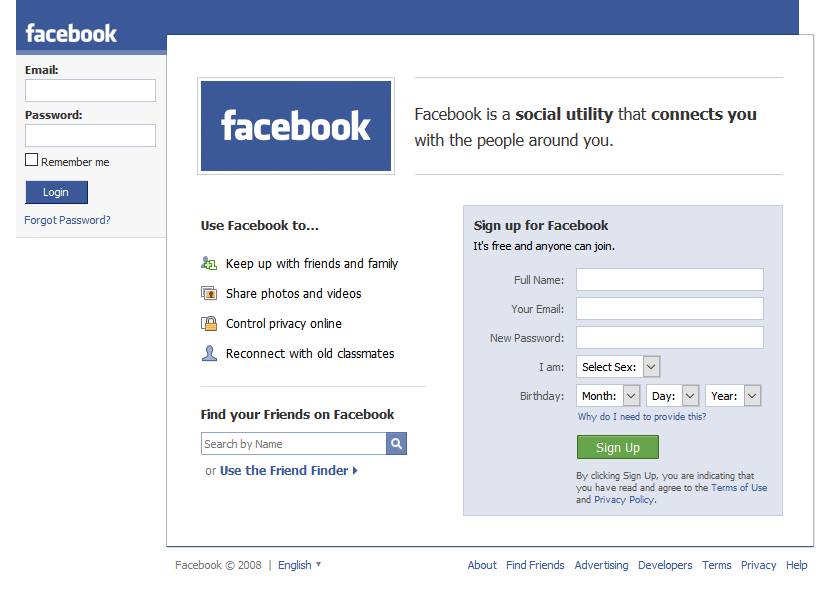 facebook
Email:
Password:
Remember me
Login
Forgot Password?
facebook
Facebook is a social utility that connects you
with the people around you.
Use Facebook to...
Keep up with friends and family
Share photos and videos
Control privacy online
Reconnect with old classmates
Find your Friends on Facebook
Search by Name
or Use the Friend Finder
Sign up for Facebook
It's free and anyone can join.
Full Name:
Your Email:
New Password:
I am: Select Sex:
Birthday: Month: Day: Year:
Why do I need to provide this?
Sign Up
By clicking Sign Up, you are indicating that
you have read and agree to the Terms of Use
and Privacy Policy.
Facebook © 2008 | English
About Find Friends Advertising Developers Terms Privacy Help